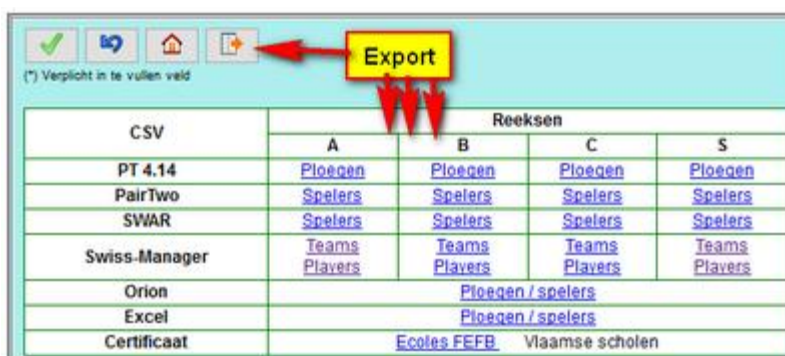 Export
(*) Verplicht in te vullen veld
CSV Reeksen
A B C S
PT 4.14 Ploegen Ploegen Ploegen Ploegen
PairTwo Spelers Spelers Spelers Spelers
SWAR Spelers Spelers Spelers Spelers
Swiss-Manager Teams Teams Teams Teams
Players Players Players Players
Orion Ploegen / spelers
Excel Ploegen / spelers
Certificaat Ecoles FEFB Vlaamse scholen